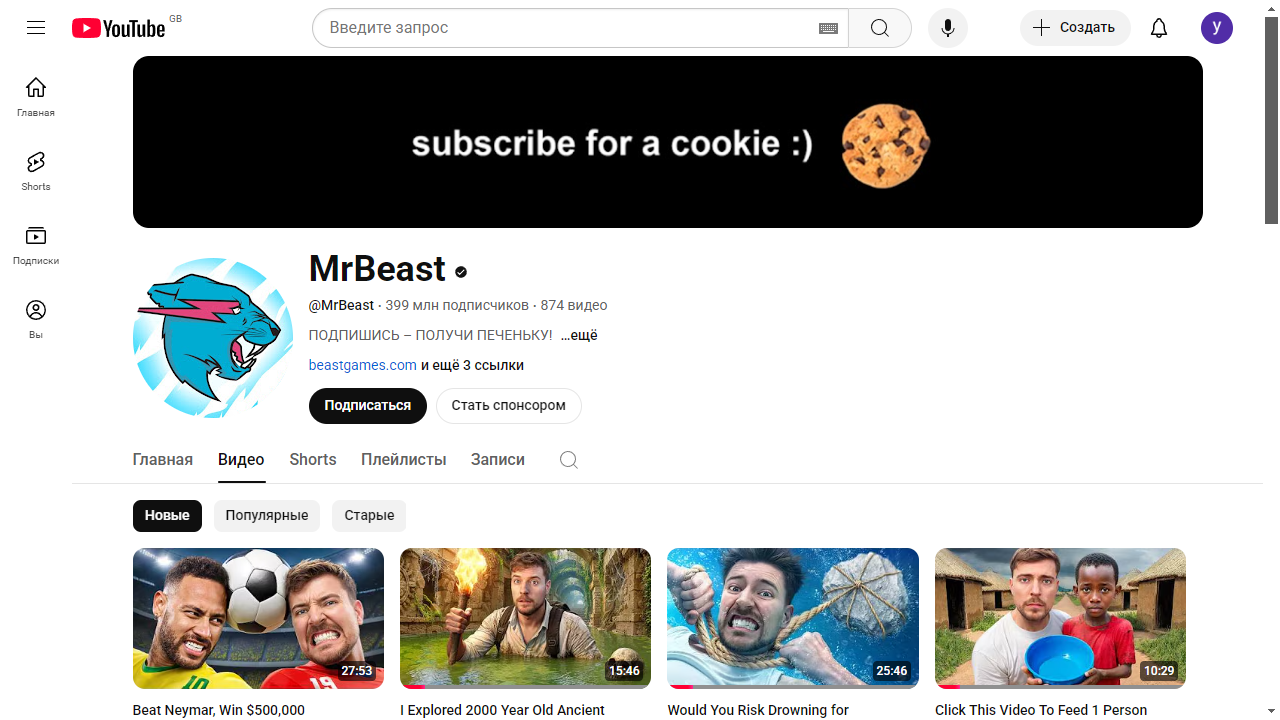 YouTube GB
Введите запрос
Создать
y
Главная
Shorts
Подписки
Вы
subscribe for a cookie :)
MrBeast
@MrBeast · 399 млн подписчиков · 874 видео
ПОДПИШИСЬ – ПОЛУЧИ ПЕЧЕНЬКУ! ...ещё
beastgames.com и ещё 3 ссылки
Подписаться
Стать спонсором
Главная Видео Shorts Плейлисты Записи
Новые Популярные Старые
10
19
27:53
15:46
25:46
10:29
Beat Neymar, Win $500,000
I Explored 2000 Year Old Ancient
Would You Risk Drowning for
Click This Video To Feed 1 Person